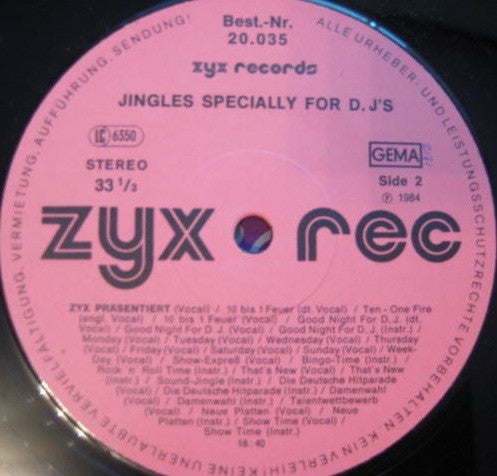 Best.-Nr.
20.035
zyx records
JINGLES SPECIALLY FOR D.J'S
LC 6350
GEMA
STEREO
33 1/3
Side 2
Ⓟ 1984
zyx rec
ZYX PRÄSENTIERT (Vocal) / 10 bis 1 Feuer (dt. Vocal) / Ten - One Fire
(engl. Vocal) / 10 bis 1 Feuer (Vocal) / Good Night For D.J. (dt.
Vocal) / Good Night For D.J. (Vocal) / Good Night For D.J. (Instr.) /
Monday (Vocal) / Tuesday (Vocal) / Wednesday (Vocal) / Thursday
(Vocal) / Friday (Vocal) / Saturday (Vocal) / Sunday (Vocal) / Week-
Day (Vocal) / Show-Expreß (Vocal) / Bingo-Time (Instr.) /
Rock 'n' Roll Time (Instr.) / That's New (Vocal) / That's New
(Instr.) / Sound-Jingle (Instr.) / Die Deutsche Hitparade
(Vocal) / Die Deutsche Hitparade (Instr.) / Damenwahl
(Vocal) / Damenwahl (Instr.) / Talentwettbewerb
(Vocal) / Neue Platten (Vocal) / Neue
Platten (Instr.) / Show Time (Vocal) /
Show Time (Instr.)
16:40
ALLE URHEBER- UND LEISTUNGSSCHUTZRECHTE VORBEHALTEN. KEIN VERLEIH! KEINE UNERLAUBTE VERVIELFÄLTIGUNG, VERMIETUNG, AUFFÜHRUNG, SENDUNG!